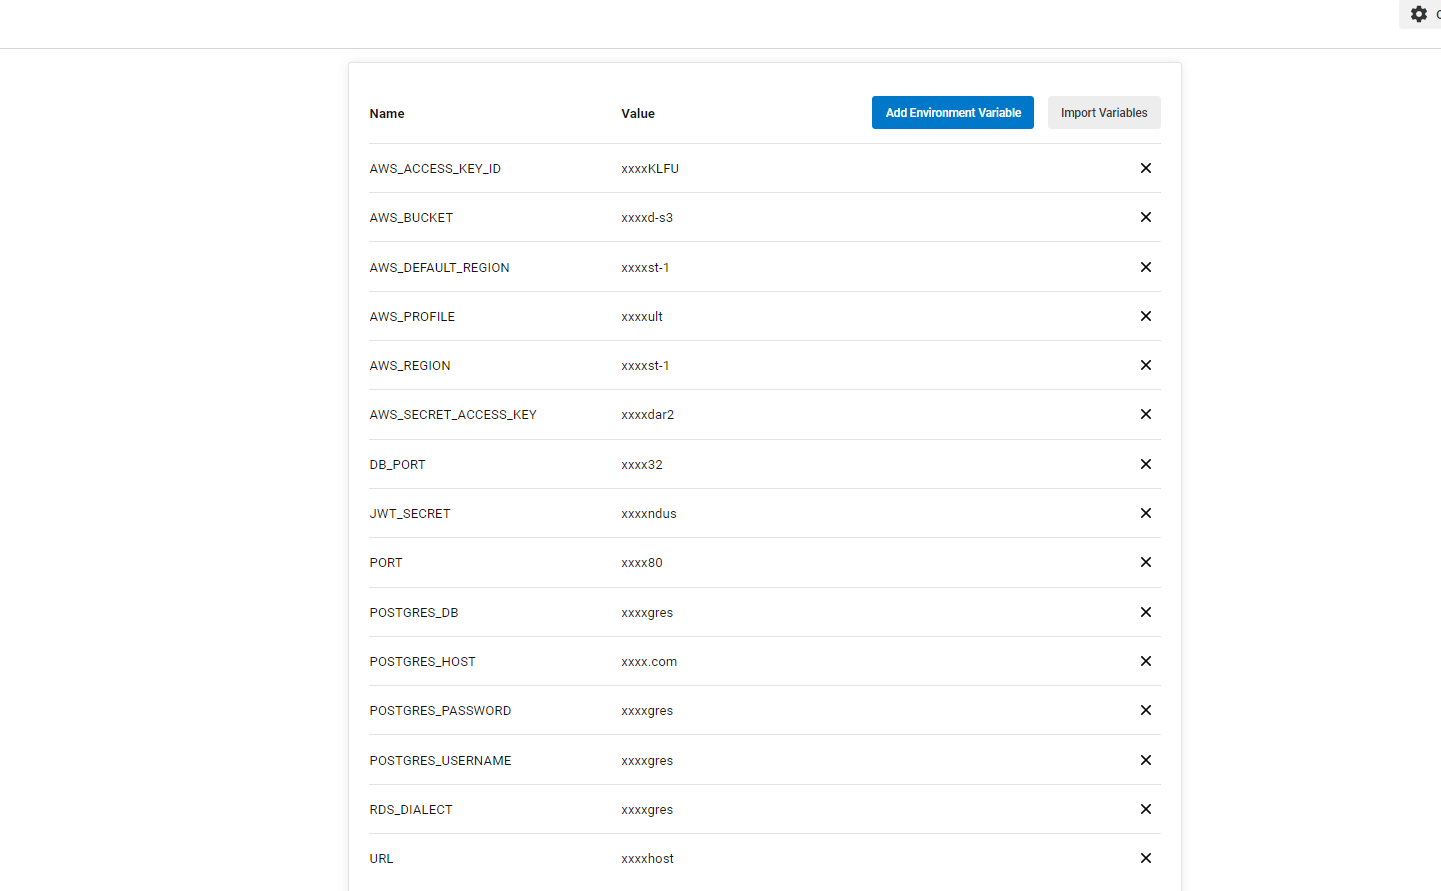 Name Value Add Environment Variable Import Variables
AWS_ACCESS_KEY_ID xxxxKLFU
AWS_BUCKET xxxxd-s3
AWS_DEFAULT_REGION xxxxst-1
AWS_PROFILE xxxxult
AWS_REGION xxxxst-1
AWS_SECRET_ACCESS_KEY xxxxdar2
DB_PORT xxxx32
JWT_SECRET xxxxndus
PORT xxxx80
POSTGRES_DB xxxxgres
POSTGRES_HOST xxxx.com
POSTGRES_PASSWORD xxxxgres
POSTGRES_USERNAME xxxxgres
RDS_DIALECT xxxxgres
URL xxxxhost